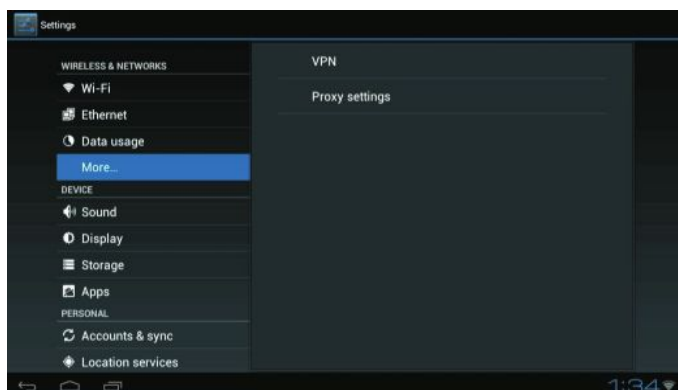 Settings
WIRELESS & NETWORKS
Wi-Fi
Ethernet
Data usage
More...
DEVICE
Sound
Display
Storage
Apps
PERSONAL
Accounts & sync
Location services
VPN
Proxy settings
1:34